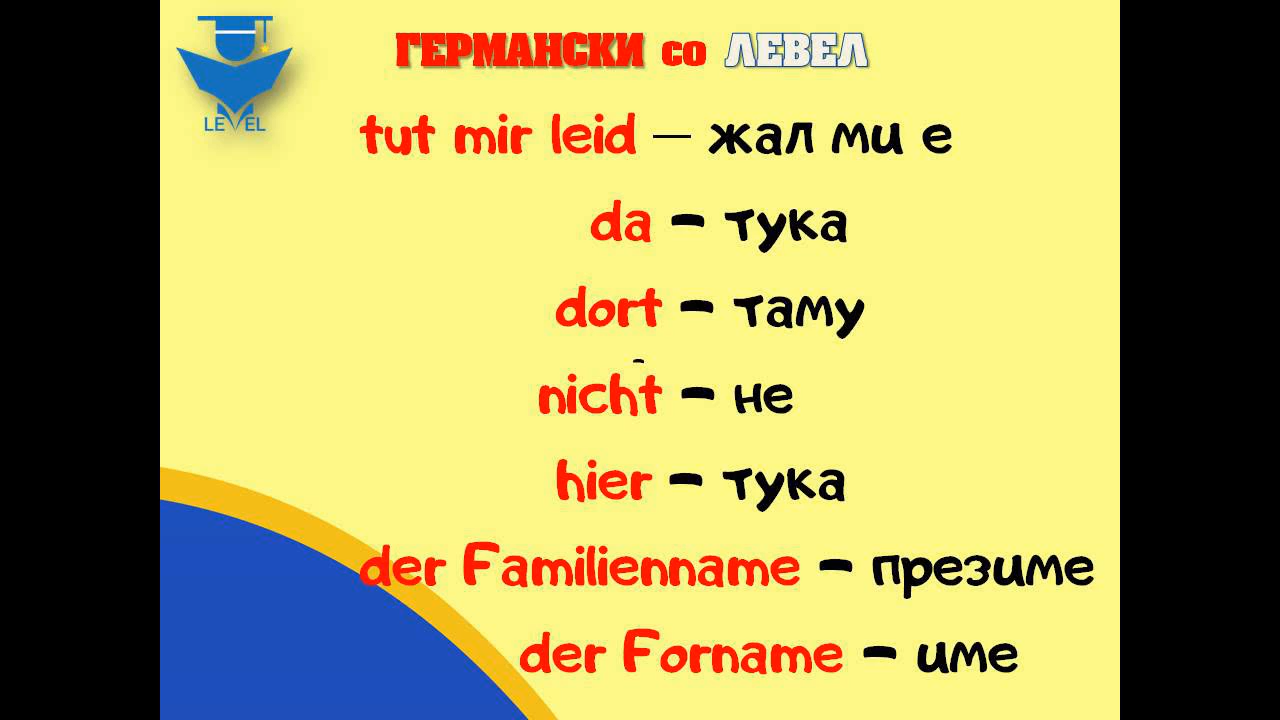 ГЕРМАНСКИ со ЛЕВЕЛ
LEVEL
tut mir leid – жал ми е
da - тука
dort - таму
nicht - не
hier - тука
der Familienname - презиме
der Forname - име